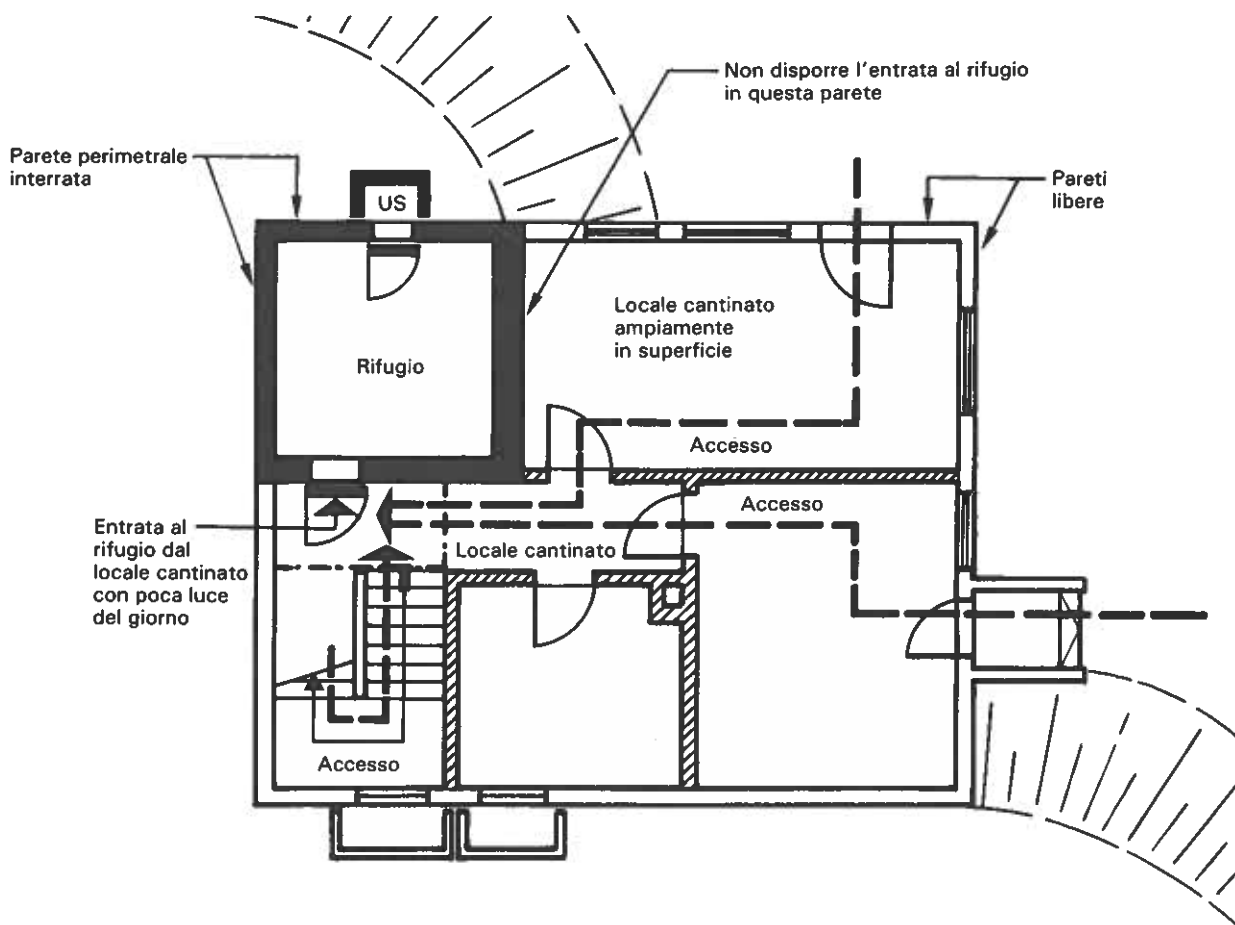 Non disporre l'entrata al rifugio
in questa parete
Parete perimetrale
interrata
US
Pareti
libere
Locale cantinato
ampiamente
in superficie
Rifugio
Accesso
Accesso
Entrata al
rifugio dal
locale cantinato
con poca luce
del giorno
Locale cantinato
Accesso